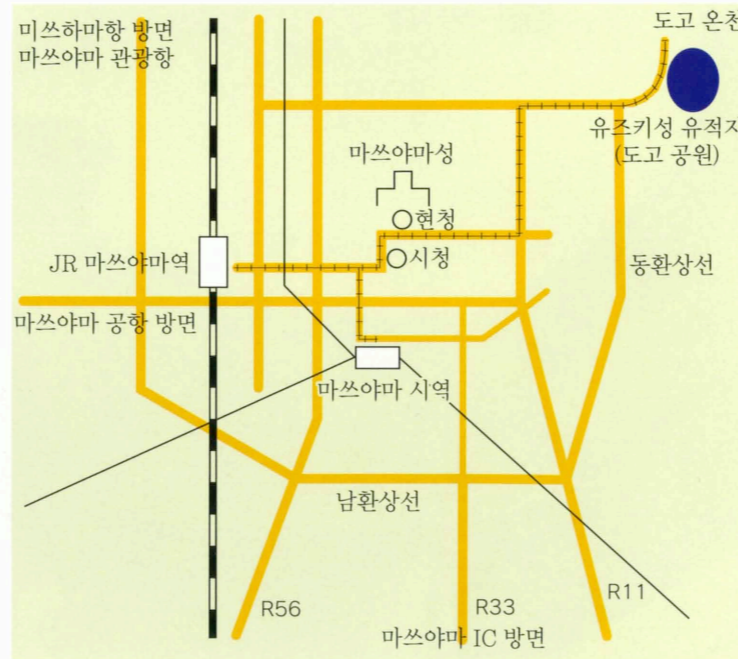 미쓰하마항 방면
마쓰야마 관광항
도고 온천
유즈키성 유적지
(도고 공원)
마쓰야마성
현청
시청
JR 마쓰야마역
동환상선
마쓰야마 공항 방면
마쓰야마 시역
남환상선
R56
R33
R11
마쓰야마 IC 방면